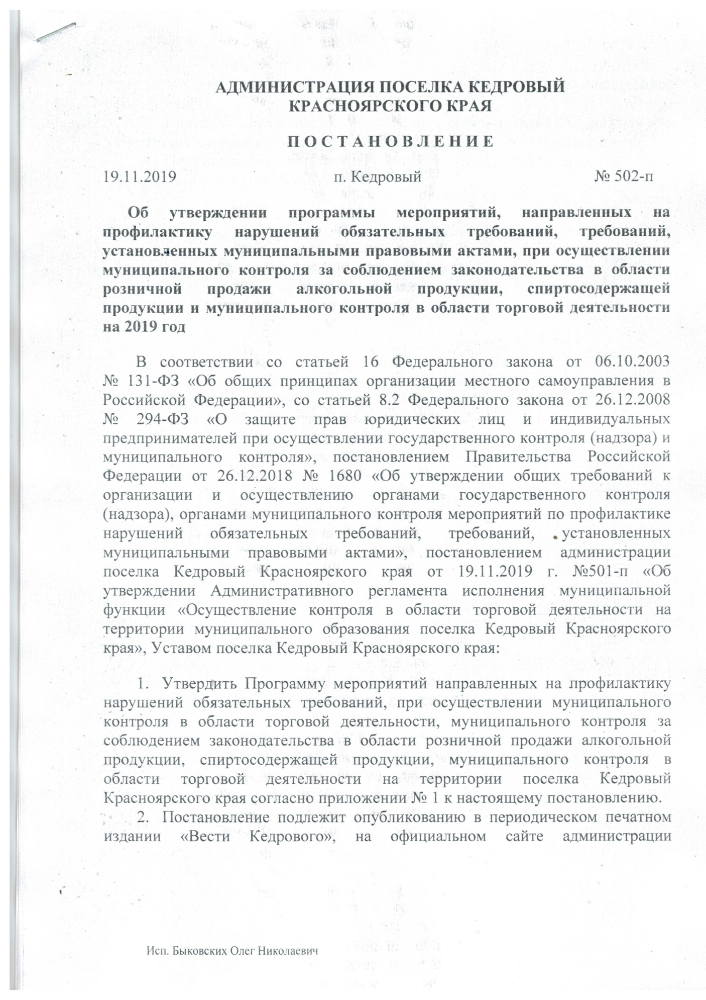 АДМИНИСТРАЦИЯ ПОСЕЛКА КЕДРОВЫЙ
КРАСНОЯРСКОГО КРАЯ
П О С Т А Н О В Л Е Н И Е
19.11.2019 п. Кедровый № 502-п
Об утверждении программы мероприятий, направленных на
профилактику нарушений обязательных требований, требований,
установленных муниципальными правовыми актами, при осуществлении
муниципального контроля за соблюдением законодательства в области
розничной продажи алкогольной продукции, спиртосодержащей
продукции и муниципального контроля в области торговой деятельности
на 2019 год
В соответствии со статьей 16 Федерального закона от 06.10.2003
№ 131-ФЗ «Об общих принципах организации местного самоуправления в
Российской Федерации», со статьей 8.2 Федерального закона от 26.12.2008
№ 294-ФЗ «О защите прав юридических лиц и индивидуальных
предпринимателей при осуществлении государственного контроля (надзора) и
муниципального контроля», постановлением Правительства Российской
Федерации от 26.12.2018 № 1680 «Об утверждении общих требований к
организации и осуществлению органами государственного контроля
(надзора), органами муниципального контроля мероприятий по профилактике
нарушений обязательных требований, требований, установленных
муниципальными правовыми актами», постановлением администрации
поселка Кедровый Красноярского края от 19.11.2019 г. №501-п «Об
утверждении Административного регламента исполнения муниципальной
функции «Осуществление контроля в области торговой деятельности на
территории муниципального образования поселка Кедровый Красноярского
края», Уставом поселка Кедровый Красноярского края:
1. Утвердить Программу мероприятий направленных на профилактику
нарушений обязательных требований, при осуществлении муниципального
контроля в области торговой деятельности, муниципального контроля за
соблюдением законодательства в области розничной продажи алкогольной
продукции, спиртосодержащей продукции, муниципального контроля в
области торговой деятельности на территории поселка Кедровый
Красноярского края согласно приложении № 1 к настоящему постановлению.
2. Постановление подлежит опубликованию в периодическом печатном
издании «Вести Кедрового», на официальном сайте администрации
Исп. Быковских Олег Николаевич